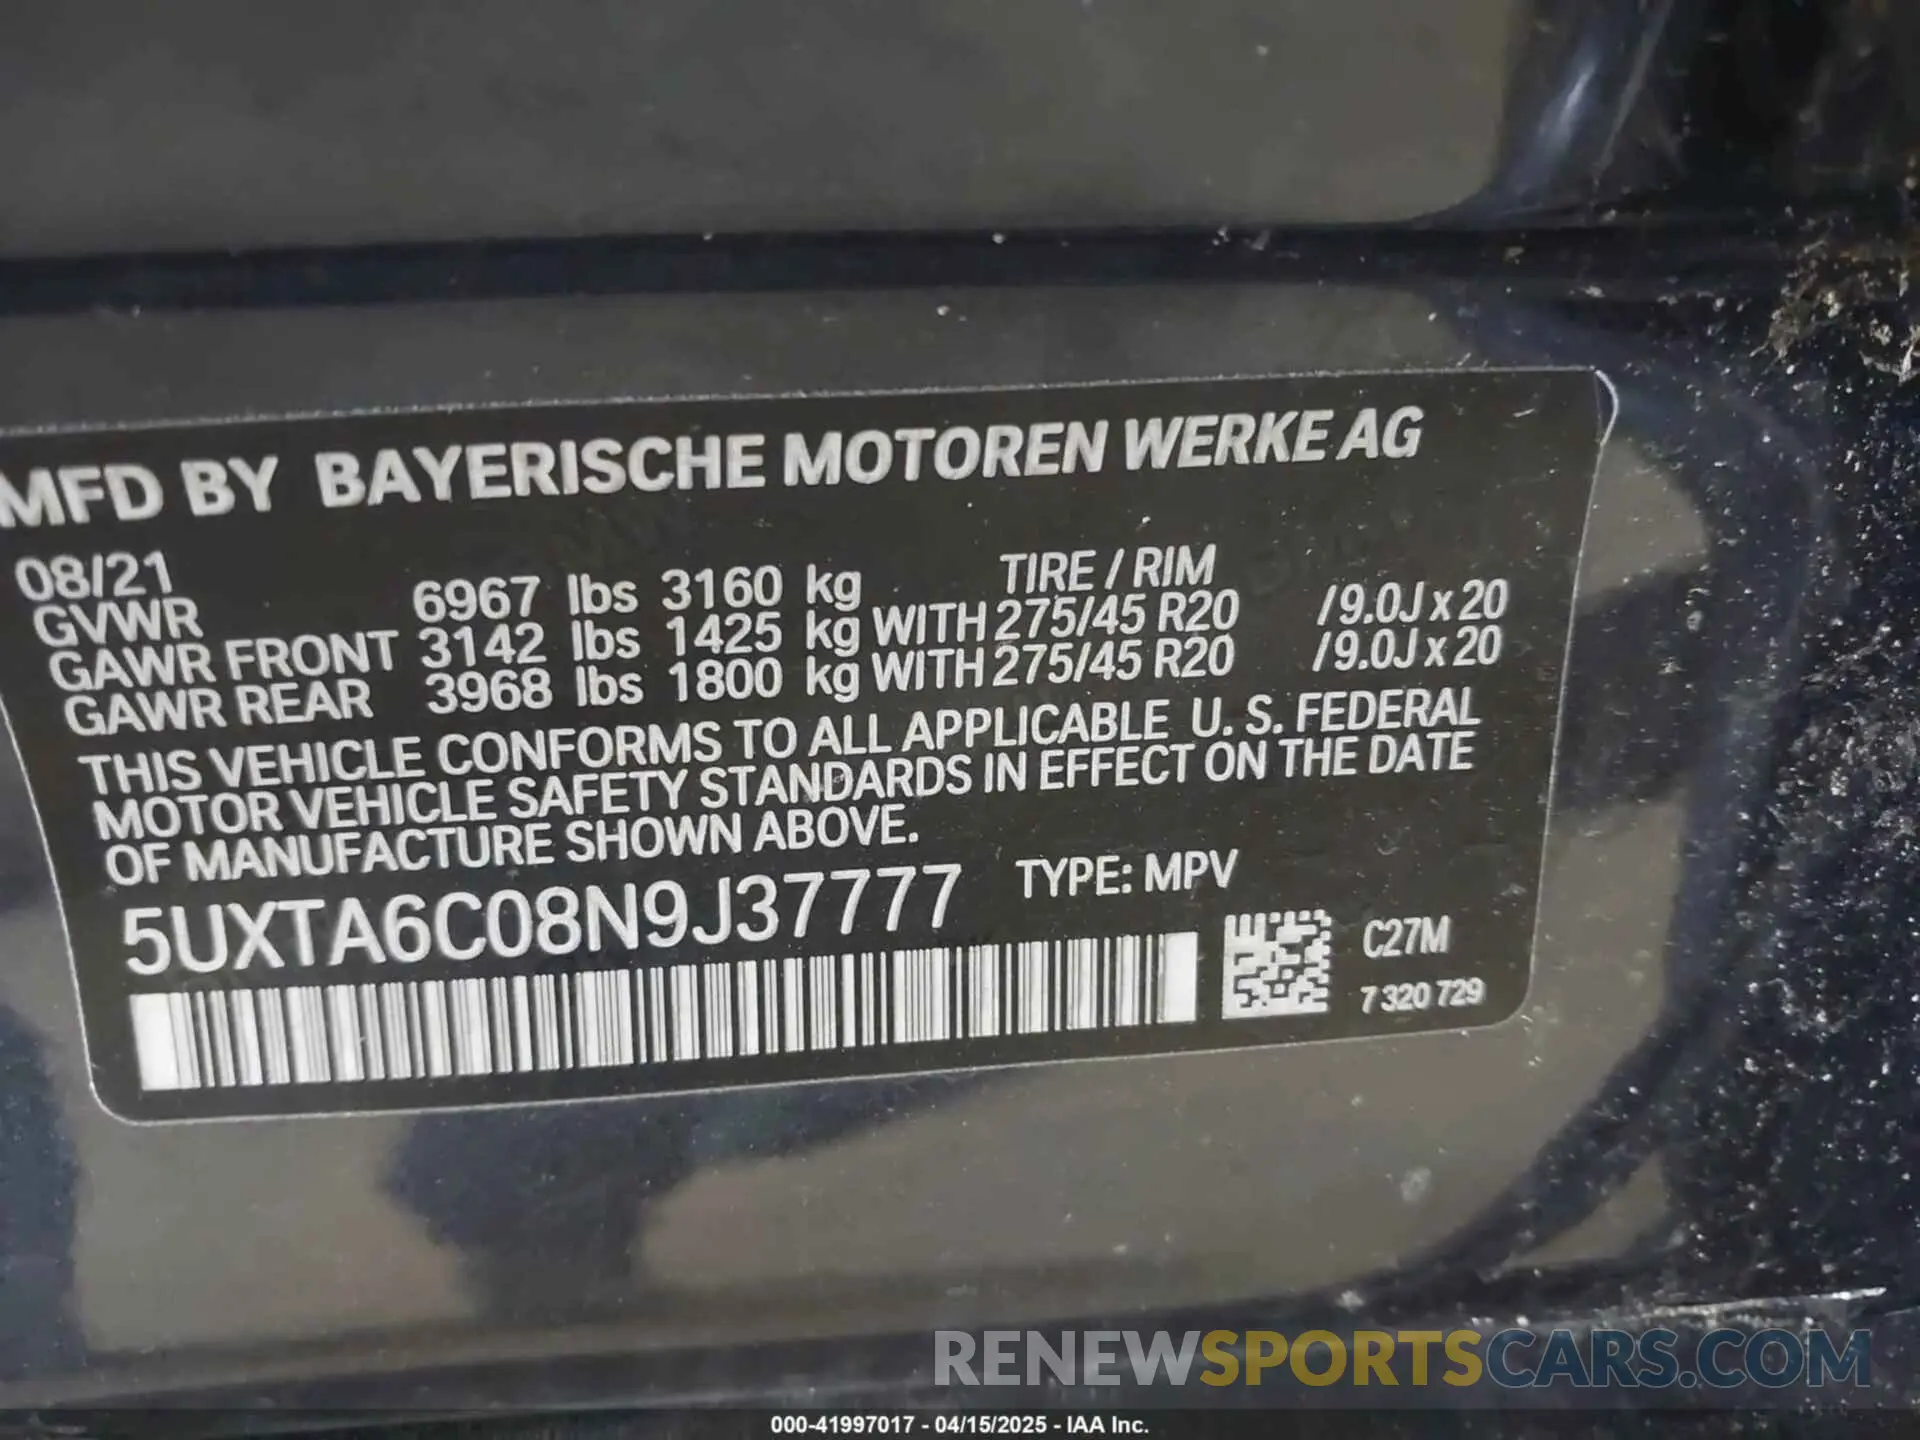 MFD BY BAYERISCHE MOTOREN WERKE AG
08/21 TIRE / RIM
GVWR 6967 lbs 3160 kg
GAWR FRONT 3142 lbs 1425 kg WITH 275/45 R20 /9.0J x 20
GAWR REAR 3968 lbs 1800 kg WITH 275/45 R20 /9.0J x 20
THIS VEHICLE CONFORMS TO ALL APPLICABLE U. S. FEDERAL
MOTOR VEHICLE SAFETY STANDARDS IN EFFECT ON THE DATE
OF MANUFACTURE SHOWN ABOVE.
5UXTA6C08N9J37777 TYPE: MPV
C27M
7 320 729
RENEWSPORTSCARS.COM
000-41997017 - 04/15/2025 - IAA Inc.